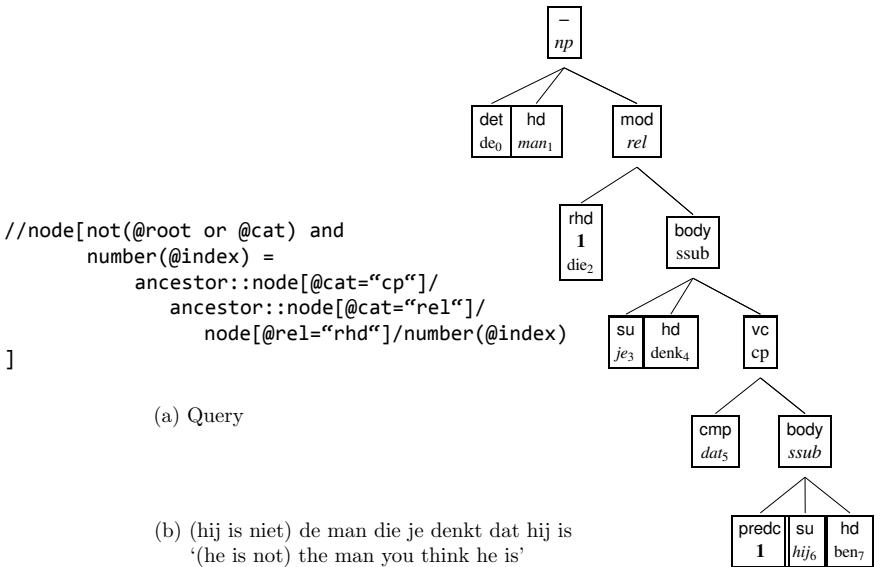 –
np
det hd mod
de0 man1 rel
rhd body
1 ssub
die2
su hd vc
je3 denk4 cp
cmp body
dat5 ssub
predc su hd
1 hij6 ben7
//node[not(@root or @cat) and
number(@index) =
ancestor::node[@cat=“cp“]/
ancestor::node[@cat=“rel“]/
node[@rel=“rhd“]/number(@index)
]
(a) Query
(b) (hij is niet) de man die je denkt dat hij is
‘(he is not) the man you think he is’